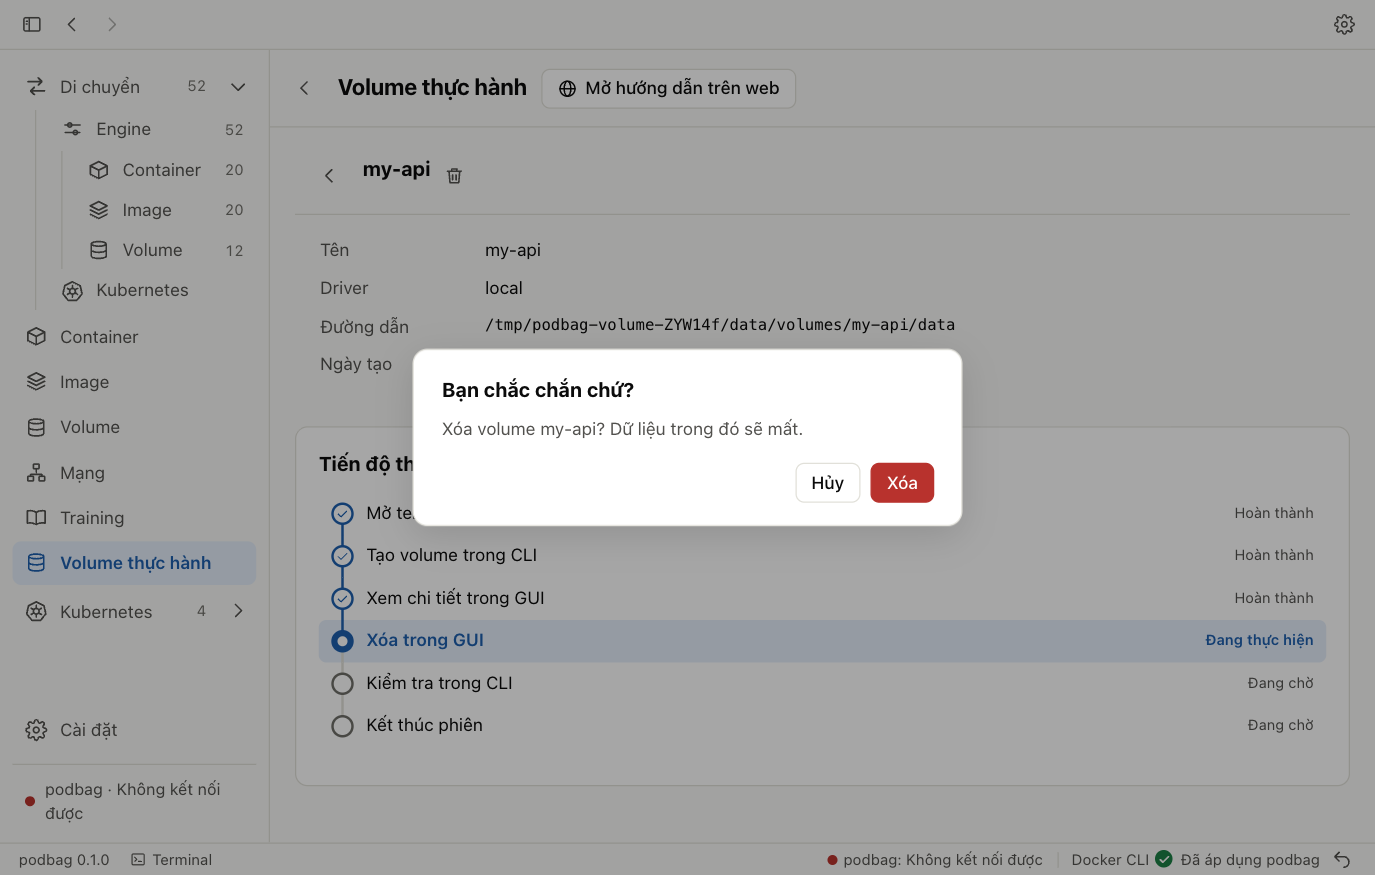 Di chuyển 52
Engine 52
Container 20
Image 20
Volume 12
Kubernetes
Container
Image
Volume
Mạng
Training
Volume thực hành
Kubernetes 4
Cài đặt
podbag · Không kết nối
được
Volume thực hành
Mở hướng dẫn trên web
my-api
Tên my-api
Driver local
Đường dẫn /tmp/podbag-volume-ZYW14f/data/volumes/my-api/data
Ngày tạo
Bạn chắc chắn chứ?
Xóa volume my-api? Dữ liệu trong đó sẽ mất.
Hủy Xóa
Tiến độ
Mở Hoàn thành
Tạo volume trong CLI Hoàn thành
Xem chi tiết trong GUI Hoàn thành
Xóa trong GUI Đang thực hiện
Kiểm tra trong CLI Đang chờ
Kết thúc phiên Đang chờ
podbag 0.1.0 Terminal podbag: Không kết nối được Docker CLI Đã áp dụng podbag